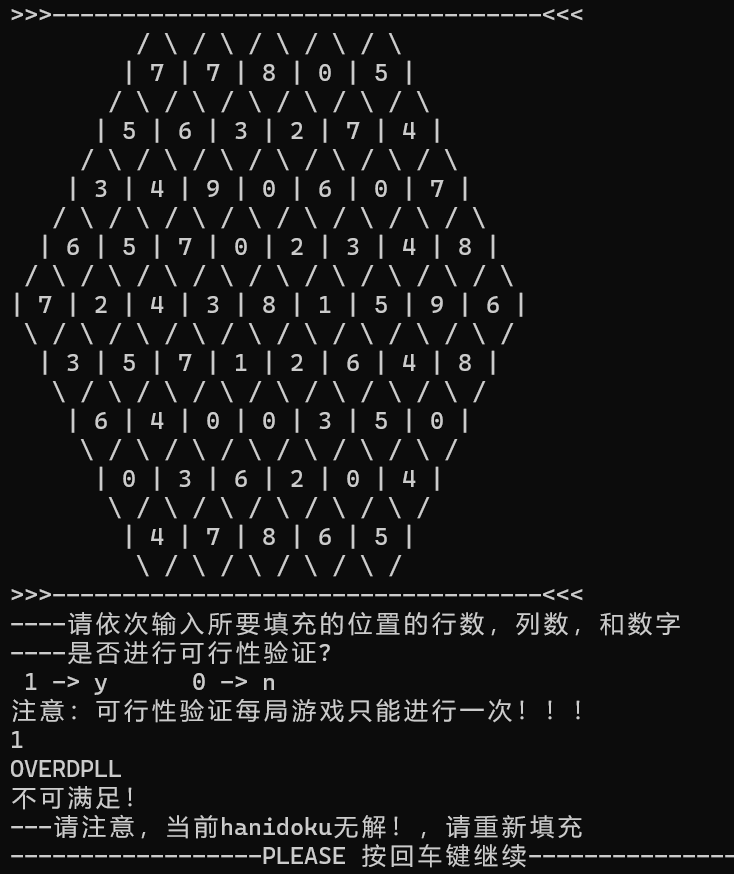 >>>-----------------------------------<<<
/ \ / \ / \ / \ / \
| 7 | 7 | 8 | 0 | 5 |
/ \ / \ / \ / \ / \ / \
| 5 | 6 | 3 | 2 | 7 | 4 |
/ \ / \ / \ / \ / \ / \ / \
| 3 | 4 | 9 | 0 | 6 | 0 | 7 |
/ \ / \ / \ / \ / \ / \ / \ / \
| 6 | 5 | 7 | 0 | 2 | 3 | 4 | 8 |
/ \ / \ / \ / \ / \ / \ / \ / \ / \
| 7 | 2 | 4 | 3 | 8 | 1 | 5 | 9 | 6 |
\ / \ / \ / \ / \ / \ / \ / \ / \ /
| 3 | 5 | 7 | 1 | 2 | 6 | 4 | 8 |
\ / \ / \ / \ / \ / \ / \ / \ /
| 6 | 4 | 0 | 0 | 3 | 5 | 0 |
\ / \ / \ / \ / \ / \ / \ /
| 0 | 3 | 6 | 2 | 0 | 4 |
\ / \ / \ / \ / \ / \ /
| 4 | 7 | 8 | 6 | 5 |
\ / \ / \ / \ / \ /
>>>-----------------------------------<<<
----请依次输入所要填充的位置的行数, 列数, 和数字
----是否进行可行性验证?
1 -> y      0 -> n
注意: 可行性验证每局游戏只能进行一次!!!
1
OVERDPLL
不可满足!
---请注意, 当前hanidoku无解!, 请重新填充
------------------PLEASE 按回车键继续---------------